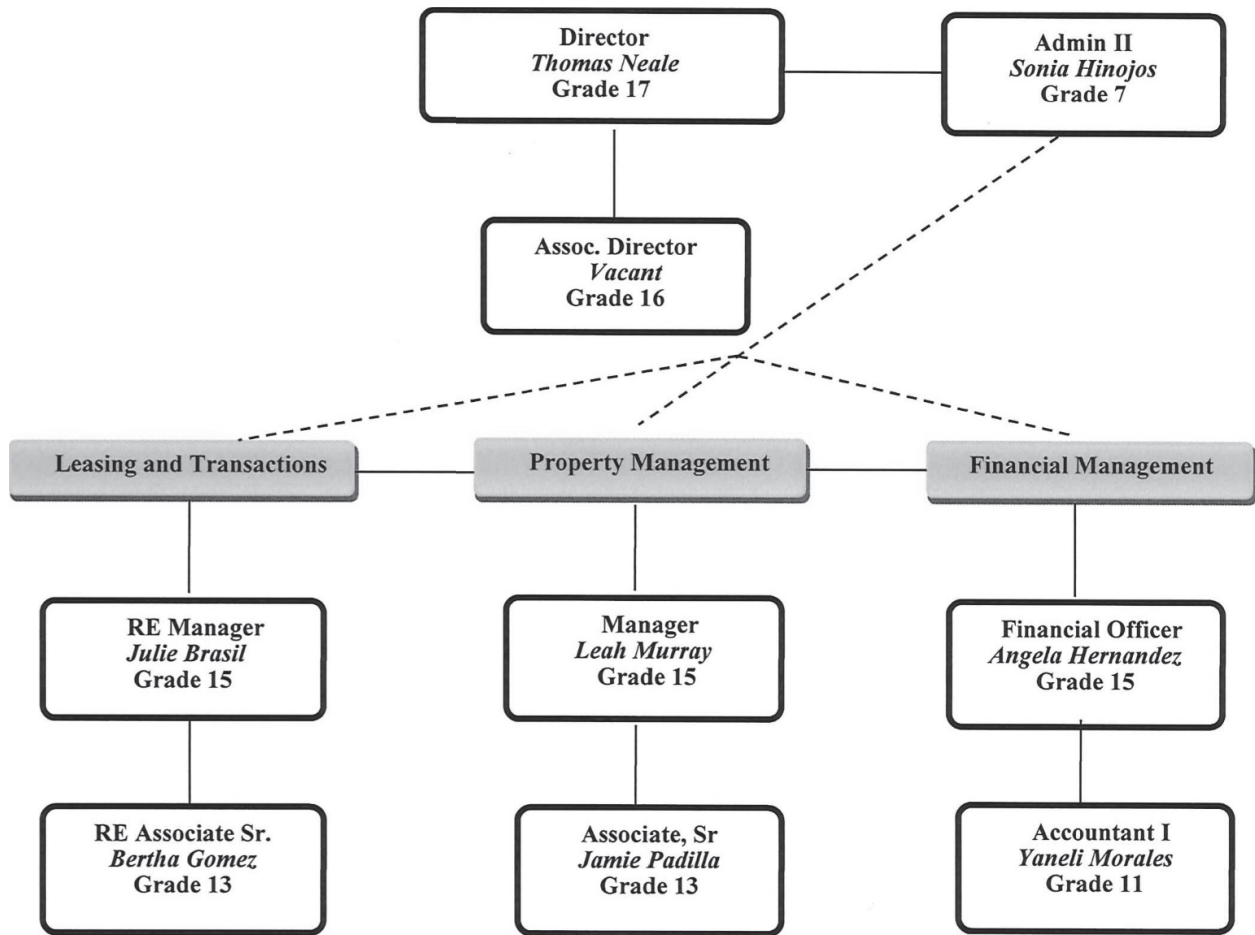 Director
Thomas Neale
Grade 17
Admin II
Sonia Hinojos
Grade 7
Assoc. Director
Vacant
Grade 16
Leasing and Transactions
Property Management
Financial Management
RE Manager
Julie Brasil
Grade 15
Manager
Leah Murray
Grade 15
Financial Officer
Angela Hernandez
Grade 15
RE Associate Sr.
Bertha Gomez
Grade 13
Associate, Sr
Jamie Padilla
Grade 13
Accountant I
Yaneli Morales
Grade 11